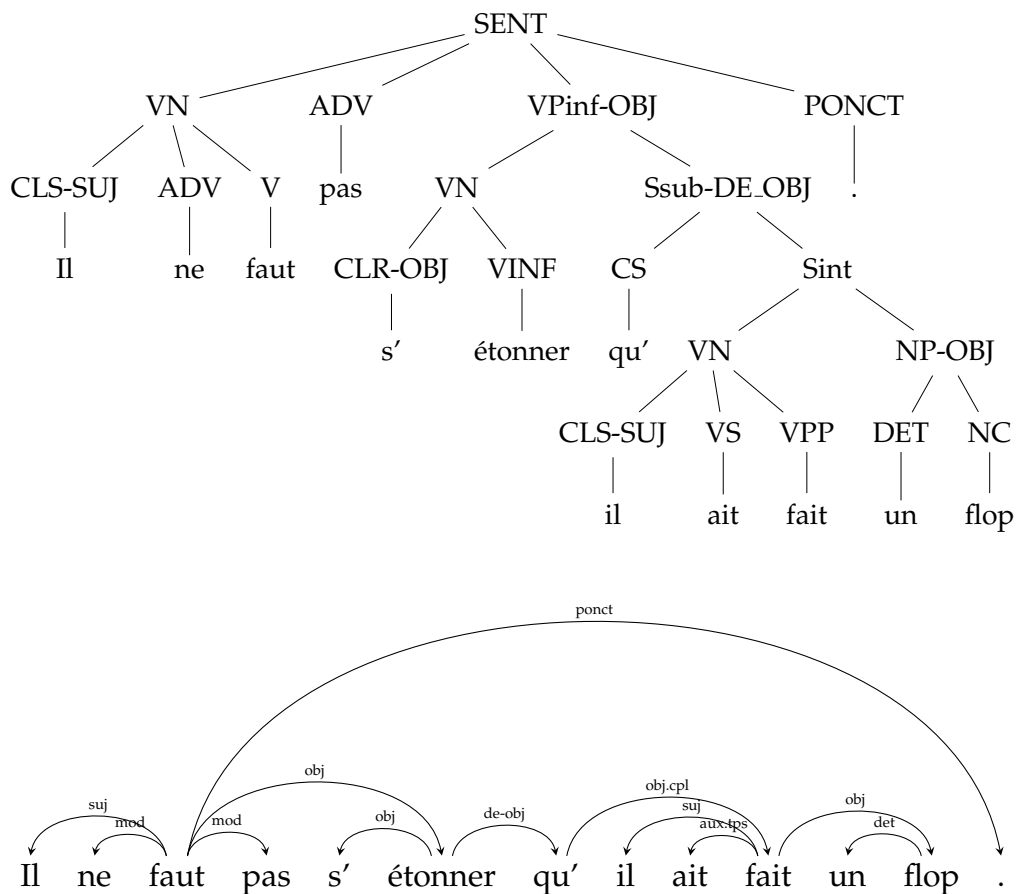 SENT
VN ADV VPinf-OBJ PONCT
CLS-SUJ ADV V pas VN Ssub-DE_OBJ .
Il ne faut CLR-OBJ VINF CS Sint
s' étonner qu' VN NP-OBJ
CLS-SUJ VS VPP DET NC
il ait fait un flop
ponct
obj
obj.cpl
suj mod obj de-obj suj obj
mod aux.tps det
Il ne faut pas s' étonner qu' il ait fait un flop .